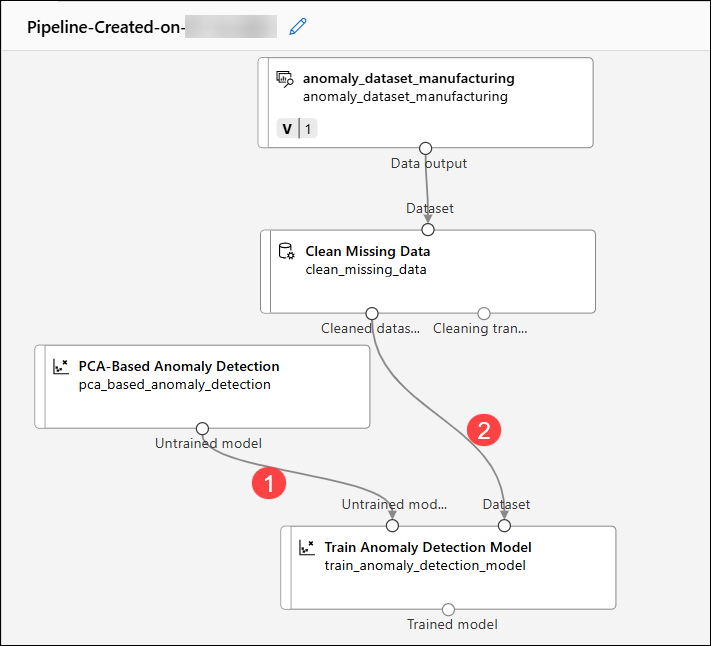 Pipeline-Created-on-
anomaly_dataset_manufacturing
anomaly_dataset_manufacturing
V 1
Data output
Dataset
Clean Missing Data
clean_missing_data
Cleaned datas...
Cleaning tran...
PCA-Based Anomaly Detection
pca_based_anomaly_detection
Untrained model
1
2
Untrained mod...
Dataset
Train Anomaly Detection Model
train_anomaly_detection_model
Trained model